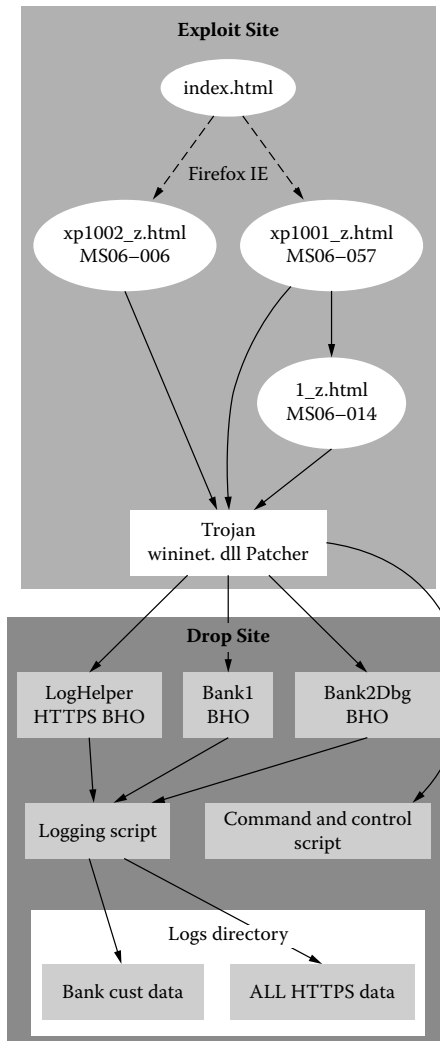 Exploit Site
index.html
Firefox IE
xp1002_z.html
MS06–006
xp1001_z.html
MS06–057
1_z.html
MS06–014
Trojan
wininet. dll Patcher
Drop Site
LogHelper
HTTPS BHO
Bank1
BHO
Bank2Dbg
BHO
Logging script
Command and control
script
Logs directory
Bank cust data
ALL HTTPS data